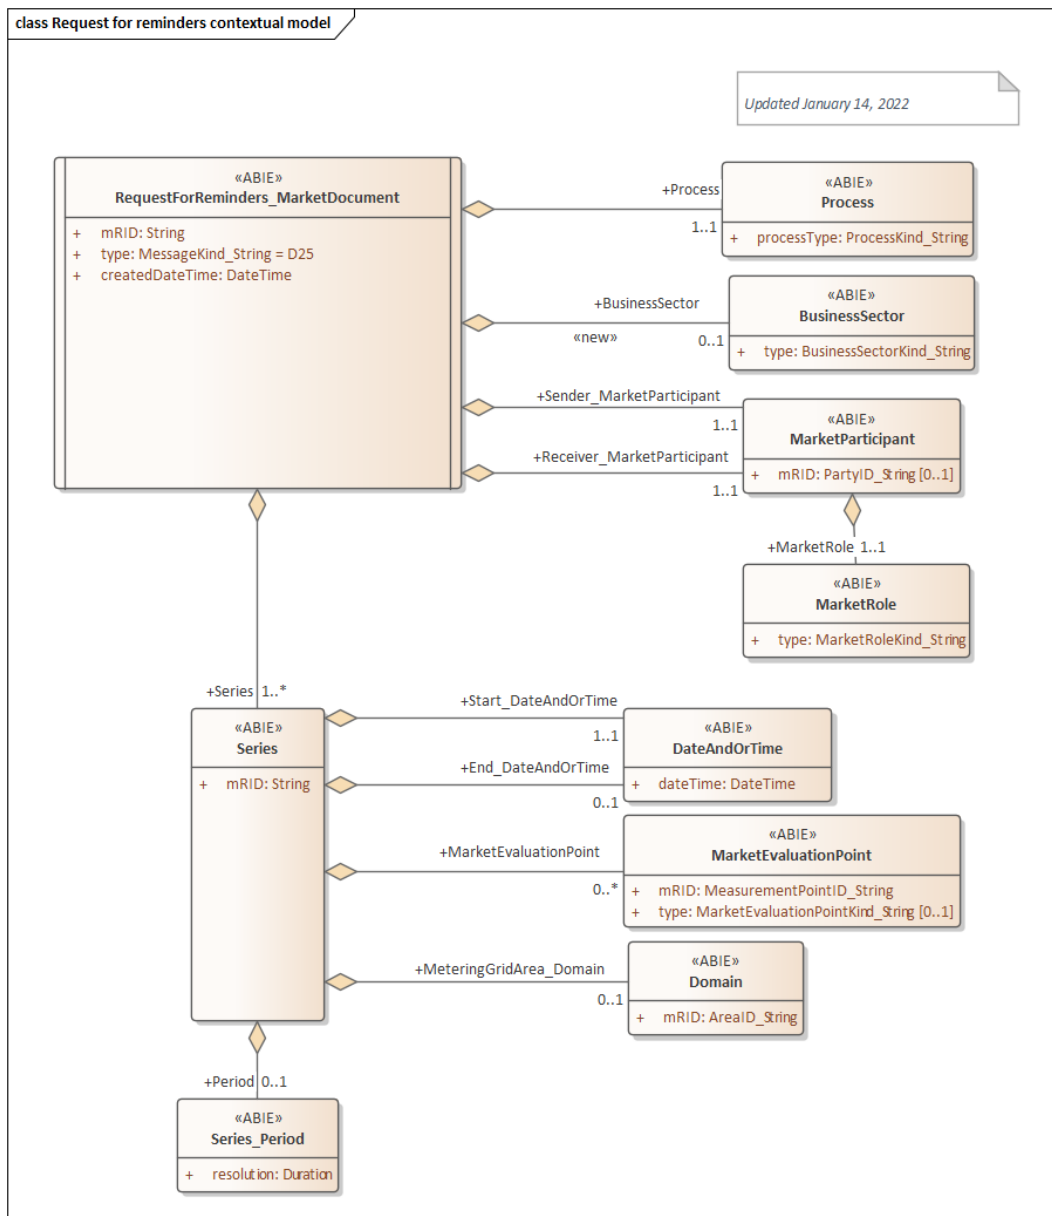 class Request for reminders contextual model
Updated January 14, 2022
«ABIE»
RequestForReminders_MarketDocument
+ mRID: String
+ type: MessageKind_String = D25
+ createdDateTime: DateTime
+Process
1..1
«ABIE»
Process
+ processType: ProcessKind_String
+BusinessSector
«new»
0..1
«ABIE»
BusinessSector
+ type: BusinessSectorKind_String
+Sender_MarketParticipant
1..1
+Receiver_MarketParticipant
1..1
«ABIE»
MarketParticipant
+ mRID: PartyID_String [0..1]
+MarketRole 1..1
«ABIE»
MarketRole
+ type: MarketRoleKind_String
+Series 1..*
«ABIE»
Series
+ mRID: String
+Start_DateAndOrTime
1..1
+End_DateAndOrTime
0..1
«ABIE»
DateAndOrTime
+ dateTime: DateTime
+MarketEvaluationPoint
0..*
«ABIE»
MarketEvaluationPoint
+ mRID: MeasurementPointID_String
+ type: MarketEvaluationPointKind_String [0..1]
+MeteringGridArea_Domain
0..1
«ABIE»
Domain
+ mRID: AreaID_String
+Period 0..1
«ABIE»
Series_Period
+ resolution: Duration